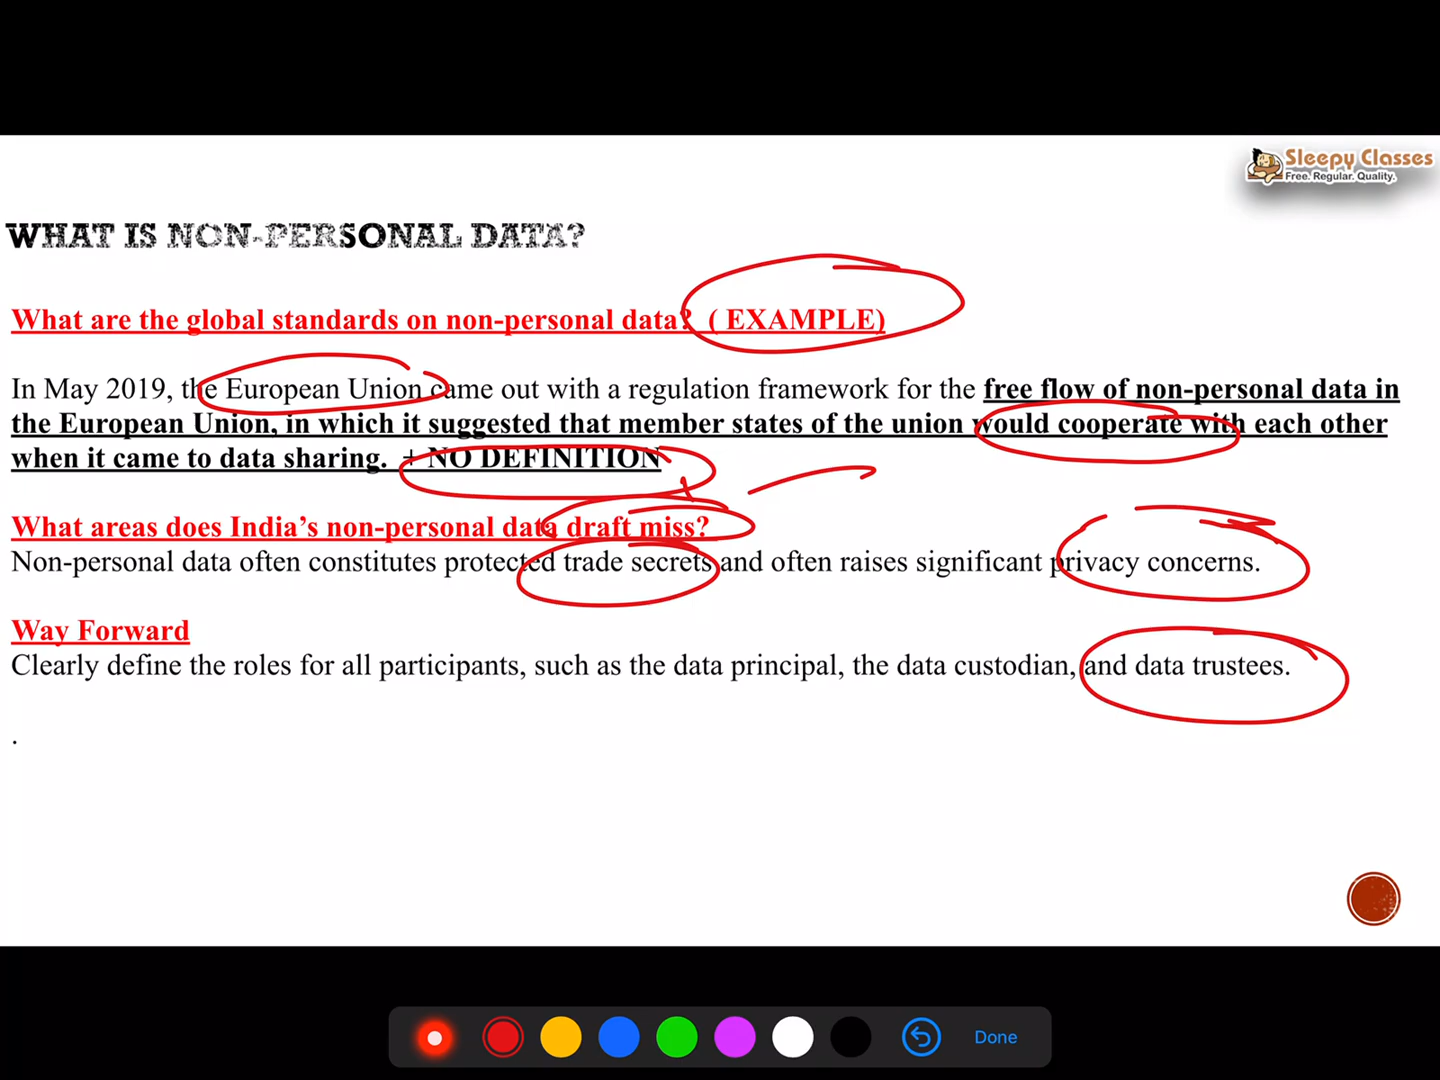 Sleepy Classes
Free. Regular. Quality.
WHAT IS NON-PERSONAL DATA?
What are the global standards on non-personal data? ( EXAMPLE)
In May 2019, the European Union came out with a regulation framework for the free flow of non-personal data in
the European Union, in which it suggested that member states of the union would cooperate with each other
when it came to data sharing. + NO DEFINITION
What areas does India’s non-personal data draft miss?
Non-personal data often constitutes protected trade secrets and often raises significant privacy concerns.
Way Forward
Clearly define the roles for all participants, such as the data principal, the data custodian, and data trustees.
.
Done